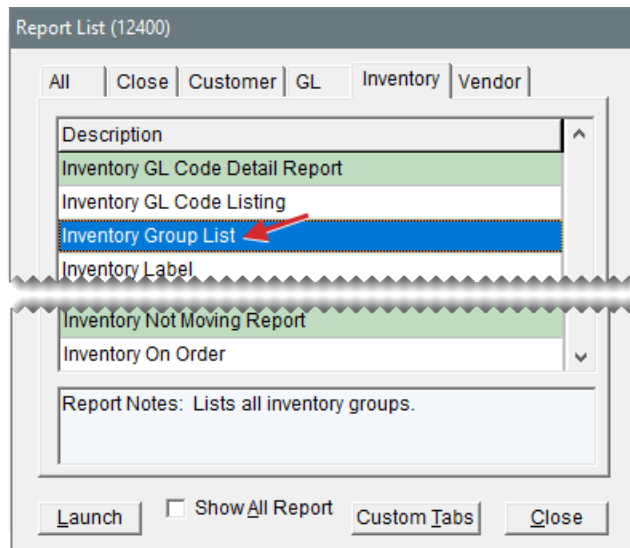 Report List (12400)
All Close Customer GL Inventory Vendor
Description
Inventory GL Code Detail Report
Inventory GL Code Listing
Inventory Group List
Inventory Label
Inventory Not Moving Report
Inventory On Order
Report Notes: Lists all inventory groups.
Launch Show All Report Custom Tabs Close